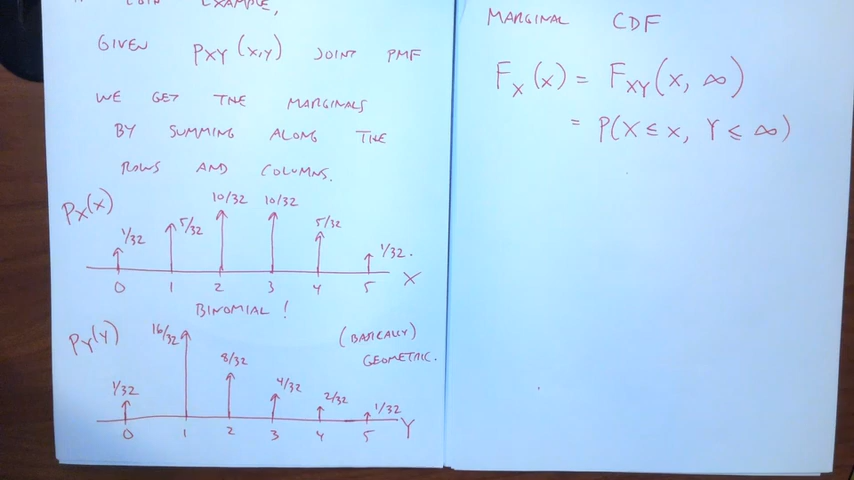 COIN EXAMPLE,
GIVEN PXY(x,y) JOINT PMF
WE GET THE MARGINALS
BY SUMMING ALONG THE
ROWS AND COLUMNS.
PX(X)
1/32 5/32 10/32 10/32 5/32 1/32.
0 1 2 3 4 5 X
BINOMIAL!
PY(Y)
1/32 16/32 8/32 4/32 2/32 1/32
(BASICALLY)
GEOMETRIC.
0 1 2 3 4 5 Y
MARGINAL CDF
FX(x) = FXY(x, ∞)
= P(X ≤ x, Y ≤ ∞)